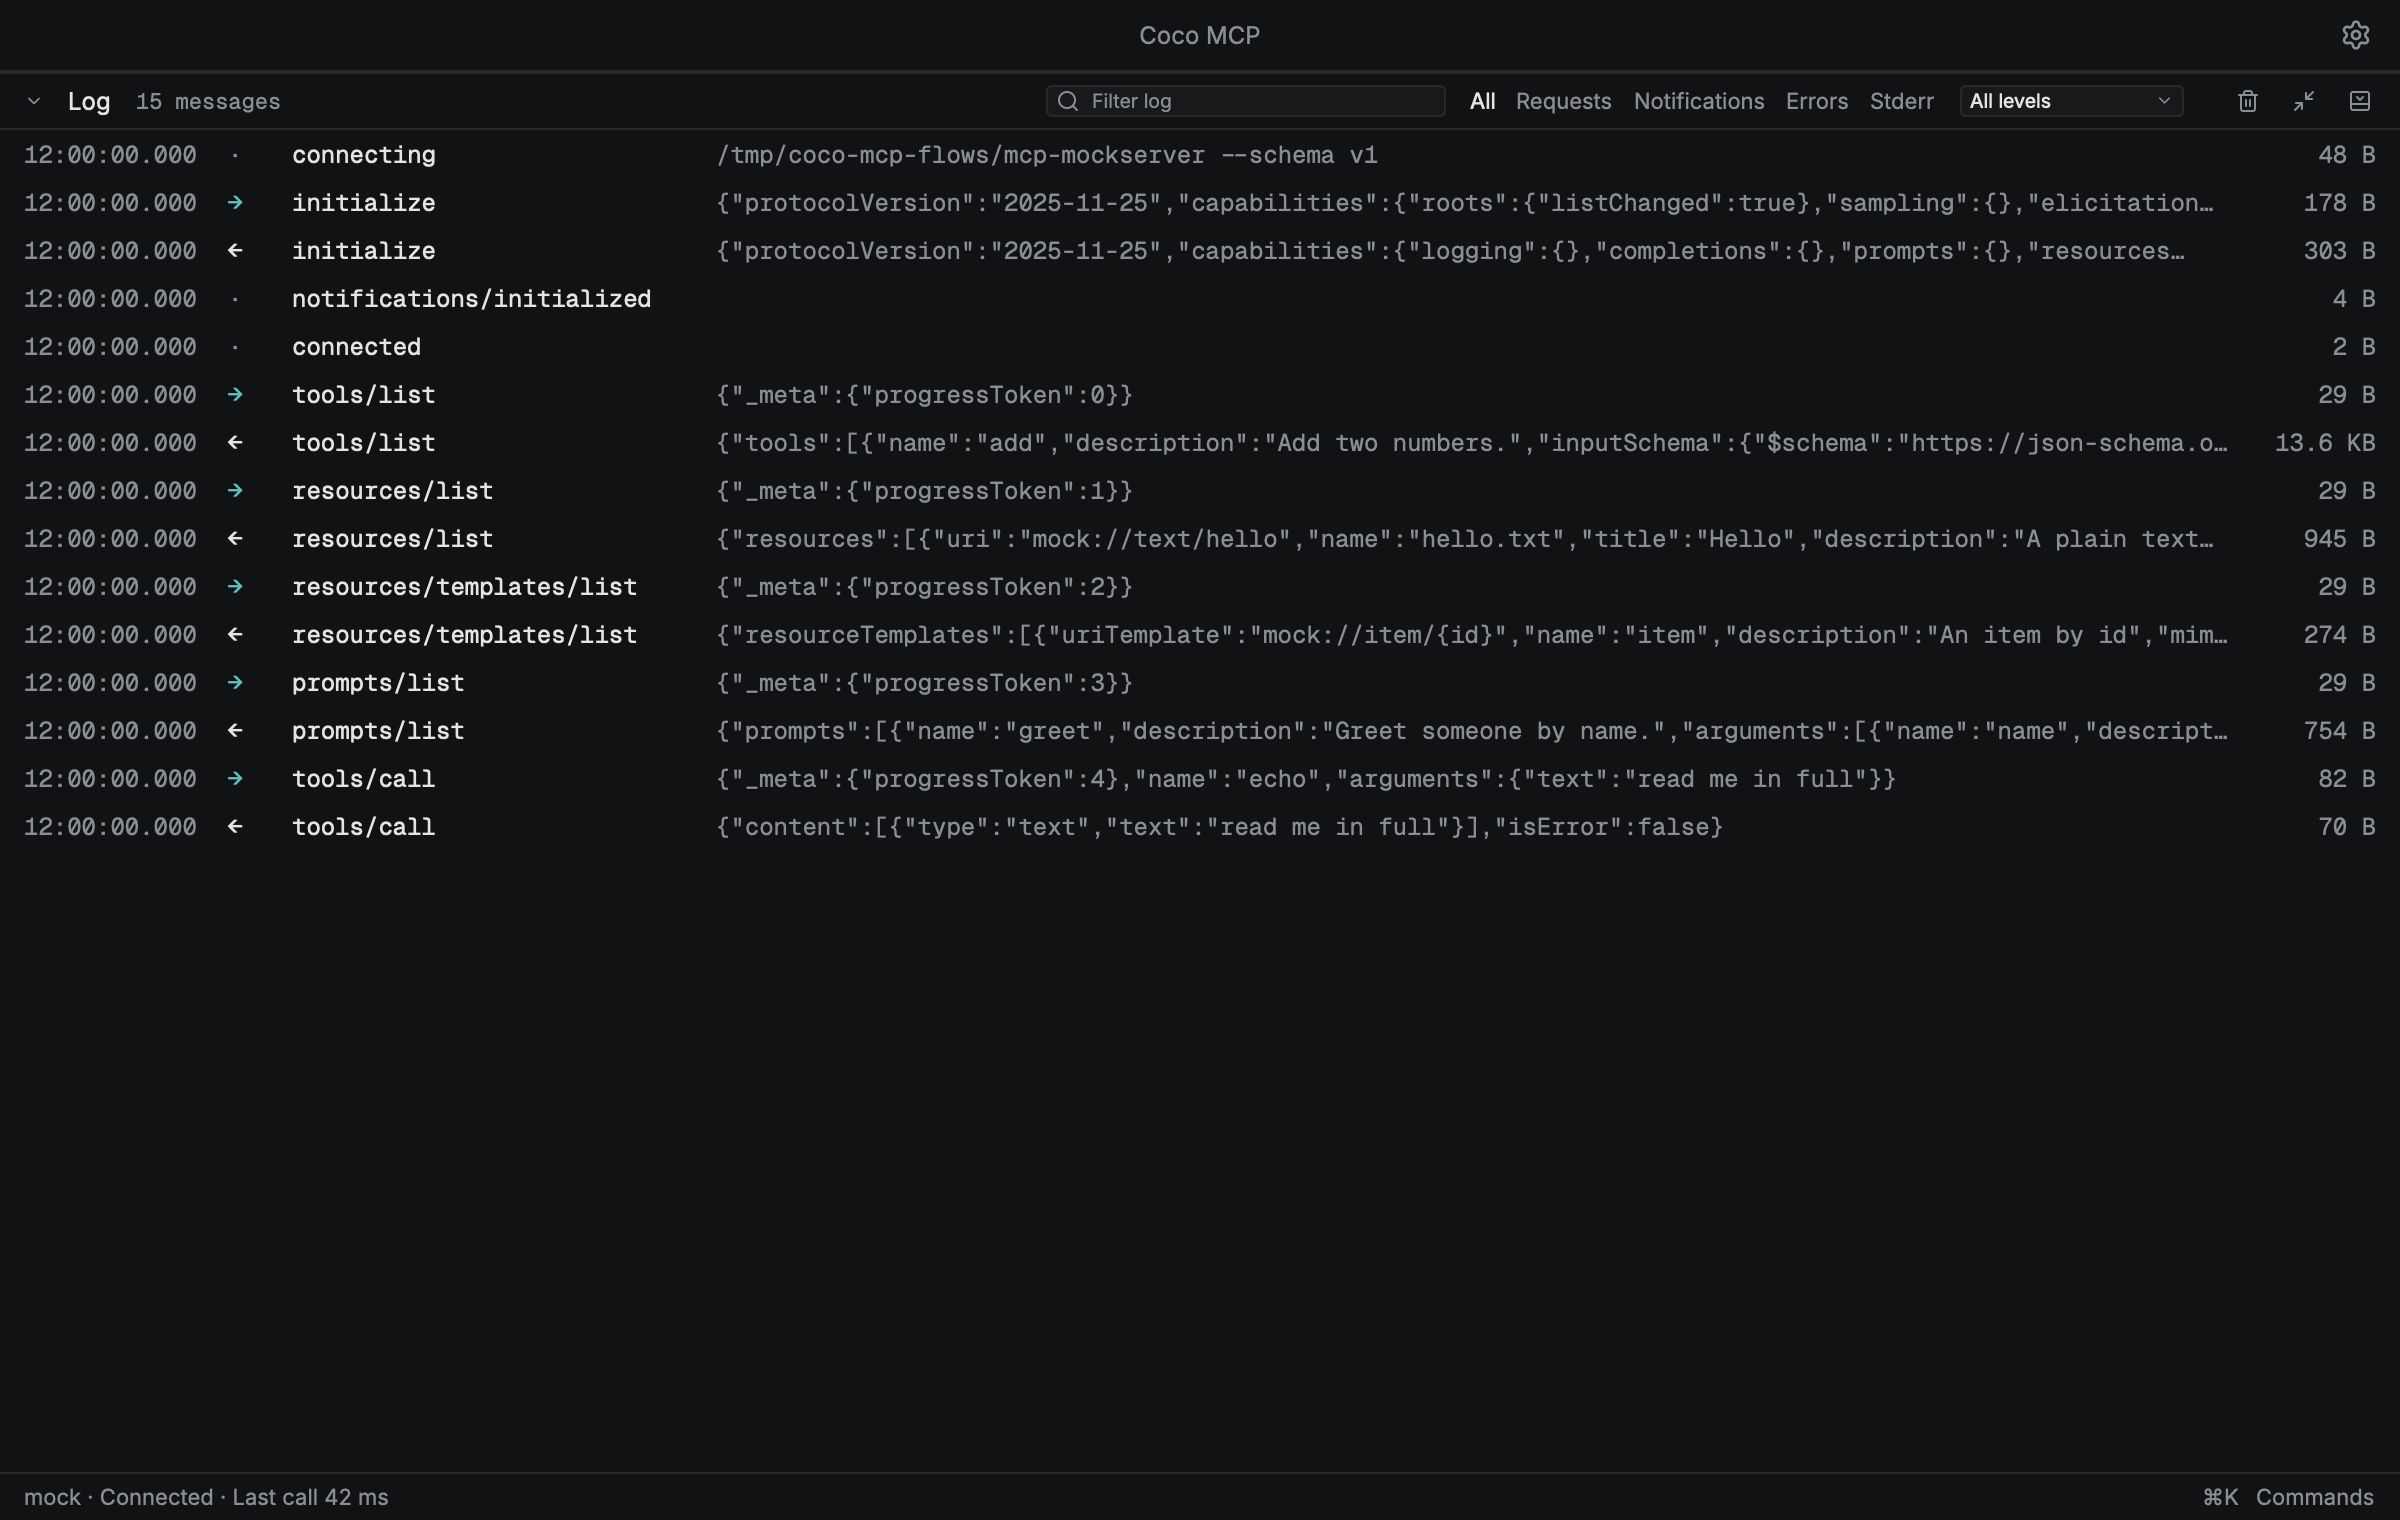 Coco MCP
Log 15 messages Filter log All Requests Notifications Errors Stderr All levels
12:00:00.000 · connecting /tmp/coco-mcp-flows/mcp-mockserver --schema v1 48 B
12:00:00.000 → initialize {"protocolVersion":"2025-11-25","capabilities":{"roots":{"listChanged":true},"sampling":{},"elicitation… 178 B
12:00:00.000 ← initialize {"protocolVersion":"2025-11-25","capabilities":{"logging":{},"completions":{},"prompts":{},"resources… 303 B
12:00:00.000 · notifications/initialized 4 B
12:00:00.000 · connected 2 B
12:00:00.000 → tools/list {"_meta":{"progressToken":0}} 29 B
12:00:00.000 ← tools/list {"tools":[{"name":"add","description":"Add two numbers.","inputSchema":{"$schema":"https://json-schema.o… 13.6 KB
12:00:00.000 → resources/list {"_meta":{"progressToken":1}} 29 B
12:00:00.000 ← resources/list {"resources":[{"uri":"mock://text/hello","name":"hello.txt","title":"Hello","description":"A plain text… 945 B
12:00:00.000 → resources/templates/list {"_meta":{"progressToken":2}} 29 B
12:00:00.000 ← resources/templates/list {"resourceTemplates":[{"uriTemplate":"mock://item/{id}","name":"item","description":"An item by id","mim… 274 B
12:00:00.000 → prompts/list {"_meta":{"progressToken":3}} 29 B
12:00:00.000 ← prompts/list {"prompts":[{"name":"greet","description":"Greet someone by name.","arguments":[{"name":"name","descript… 754 B
12:00:00.000 → tools/call {"_meta":{"progressToken":4},"name":"echo","arguments":{"text":"read me in full"}} 82 B
12:00:00.000 ← tools/call {"content":[{"type":"text","text":"read me in full"}],"isError":false} 70 B
mock · Connected · Last call 42 ms ⌘K Commands